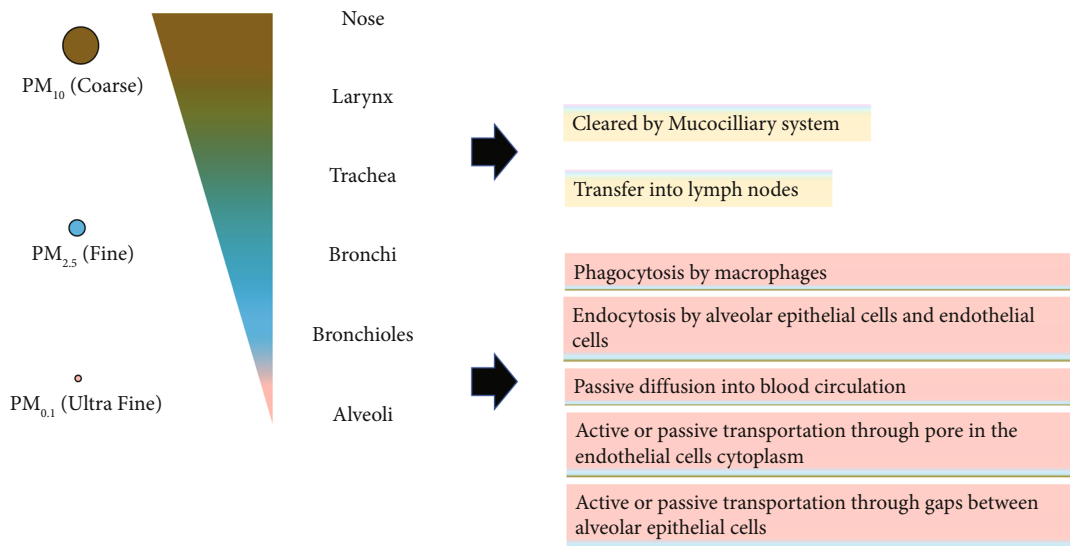 PM₁₀ (Coarse)
PM₂.₅ (Fine)
PM₀.₁ (Ultra Fine)
Nose
Larynx
Trachea
Bronchi
Bronchioles
Alveoli
Cleared by Mucocilliary system
Transfer into lymph nodes
Phagocytosis by macrophages
Endocytosis by alveolar epithelial cells and endothelial
cells
Passive diffusion into blood circulation
Active or passive transportation through pore in the
endothelial cells cytoplasm
Active or passive transportation through gaps between
alveolar epithelial cells